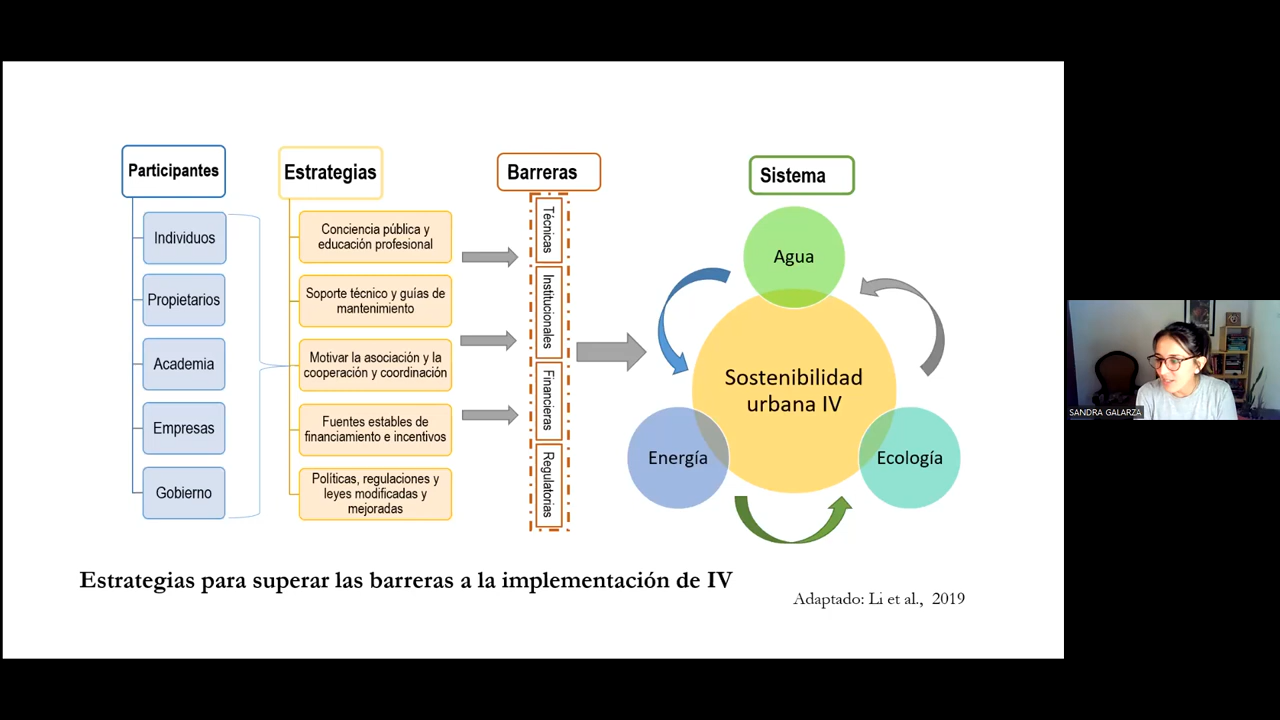 Participantes
Individuos
Propietarios
Academia
Empresas
Gobierno
Estrategias
Conciencia pública y
educación profesional
Soporte técnico y guías de
mantenimiento
Motivar la asociación y la
cooperación y coordinación
Fuentes estables de
financiamiento e incentivos
Políticas, regulaciones y
leyes modificadas y
mejoradas
Barreras
Técnicas
Institucionales
Financieras
Regulatorias
Sistema
Agua
Sostenibilidad
urbana IV
Energía
Ecología
Estrategias para superar las barreras a la implementación de IV
Adaptado: Li et al., 2019
SANDRA GALARZA